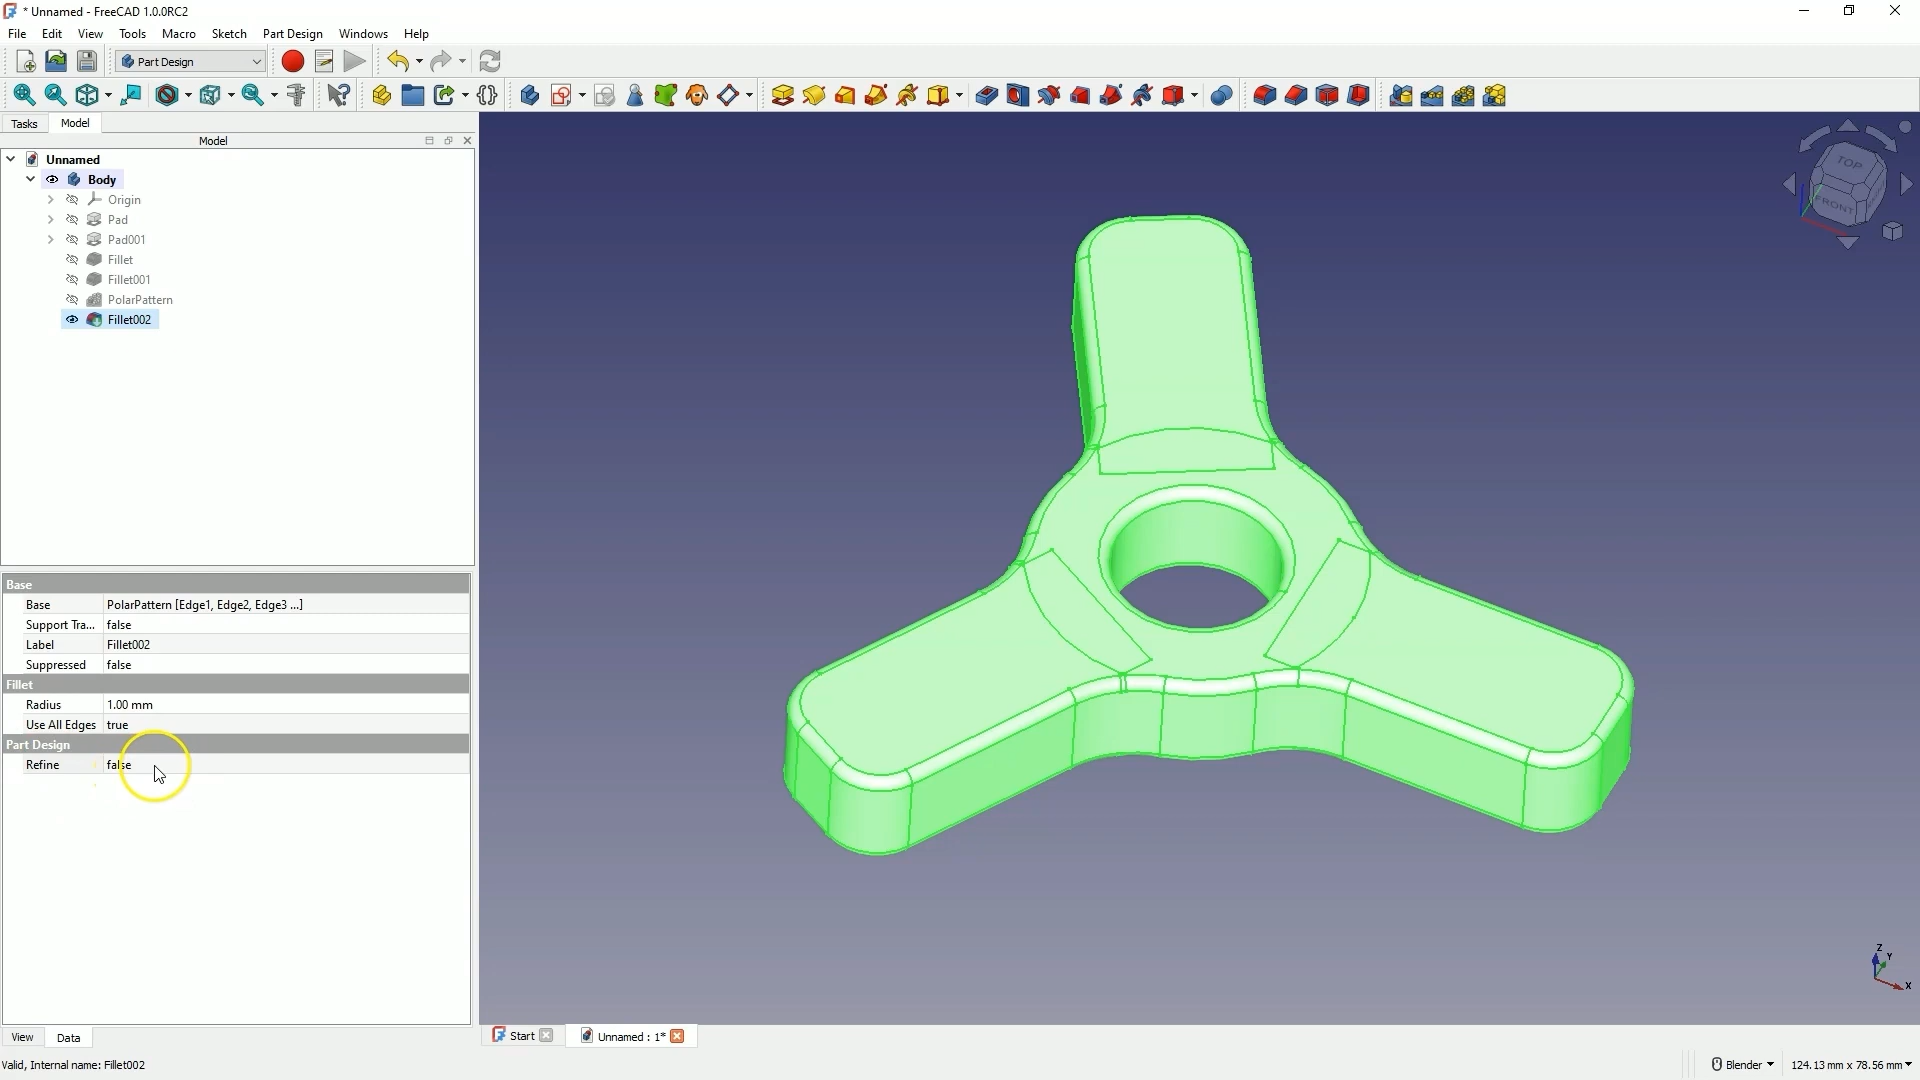 * Unnamed - FreeCAD 1.0.0RC2
File Edit View Tools Macro Sketch Part Design Windows Help
Part Design
Tasks Model
Model
Unnamed
Body
Origin
Pad
Pad001
Fillet
Fillet001
PolarPattern
Fillet002
TOP
FRONT
Base
Base PolarPattern [Edge1, Edge2, Edge3 ...]
Support Tra... false
Label Fillet002
Suppressed false
Fillet
Radius 1.00 mm
Use All Edges true
Part Design
Refine false
Z
Y
X
View Data
Start Unnamed : 1*
Valid, Internal name: Fillet002
Blender 124.13 mm x 78.56 mm